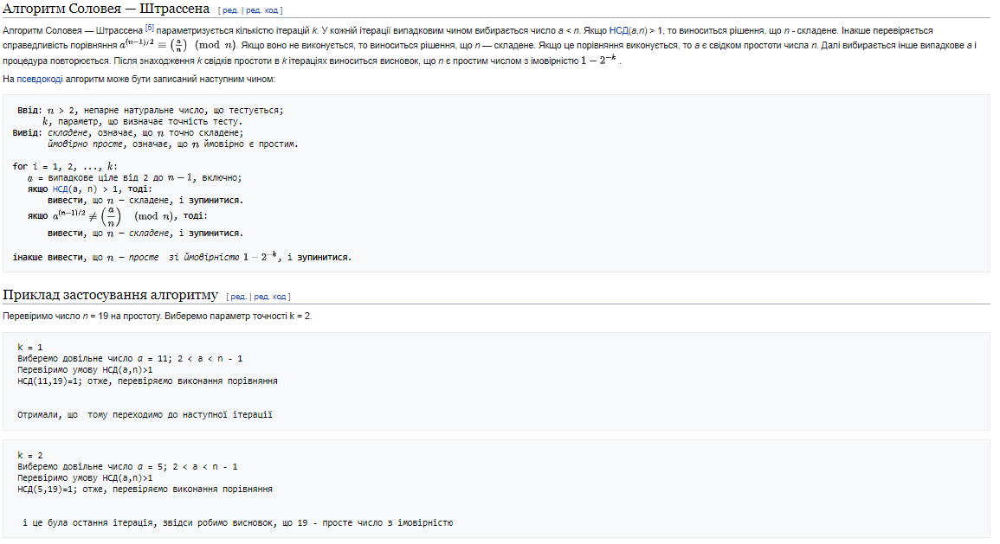 Алгоритм Соловея — Штрассена [ ред. | ред. код ]
Алгоритм Соловея — Штрассена [5] параметризується кількістю ітерацій k. У кожній ітерації випадковим чином вибирається число a < n. Якщо НСД(a,n) > 1, то виноситься рішення, що n - складене. Інакше перевіряється
справедливість порівняння a^{(n−1)/2} ≡ (a/n) (mod n). Якщо воно не виконується, то виноситься рішення, що n — складене. Якщо це порівняння виконується, то a є свідком простоти числа n. Далі вибирається інше випадкове a і
процедура повторюється. Після знаходження k свідків простоти в k ітераціях виноситься висновок, що n є простим числом з імовірністю 1 − 2^{−k} .
На псевдокоді алгоритм може бути записаний наступним чином:
Ввід: n > 2, непарне натуральне число, що тестується;
k, параметр, що визначає точність тесту.
Вивід: складене, означає, що n точно складене;
ймовірно просте, означає, що n ймовірно є простим.
for i = 1, 2, ..., k:
a = випадкове ціле від 2 до n − 1, включно;
якщо НСД(a, n) > 1, тоді:
вивести, що n — складене, і зупинитися.
якщо a^{(n−1)/2} ≢ (a/n) (mod n), тоді:
вивести, що n — складене, і зупинитися.
інакше вивести, що n — просте зі ймовірністю 1 − 2^{−k}, і зупинитися.
Приклад застосування алгоритму [ ред. | ред. код ]
Перевіримо число n = 19 на простоту. Виберемо параметр точності k = 2.
k = 1
Виберемо довільне число a = 11; 2 < a < n - 1
Перевіримо умову НСД(a,n)>1
НСД(11,19)=1; отже, перевіряємо виконання порівняння
Отримали, що тому переходимо до наступної ітерації
k = 2
Виберемо довільне число a = 5; 2 < a < n - 1
Перевіримо умову НСД(a,n)>1
НСД(5,19)=1; отже, перевіряємо виконання порівняння
і це була остання ітерація, звідси робимо висновок, що 19 - просте число з імовірністю